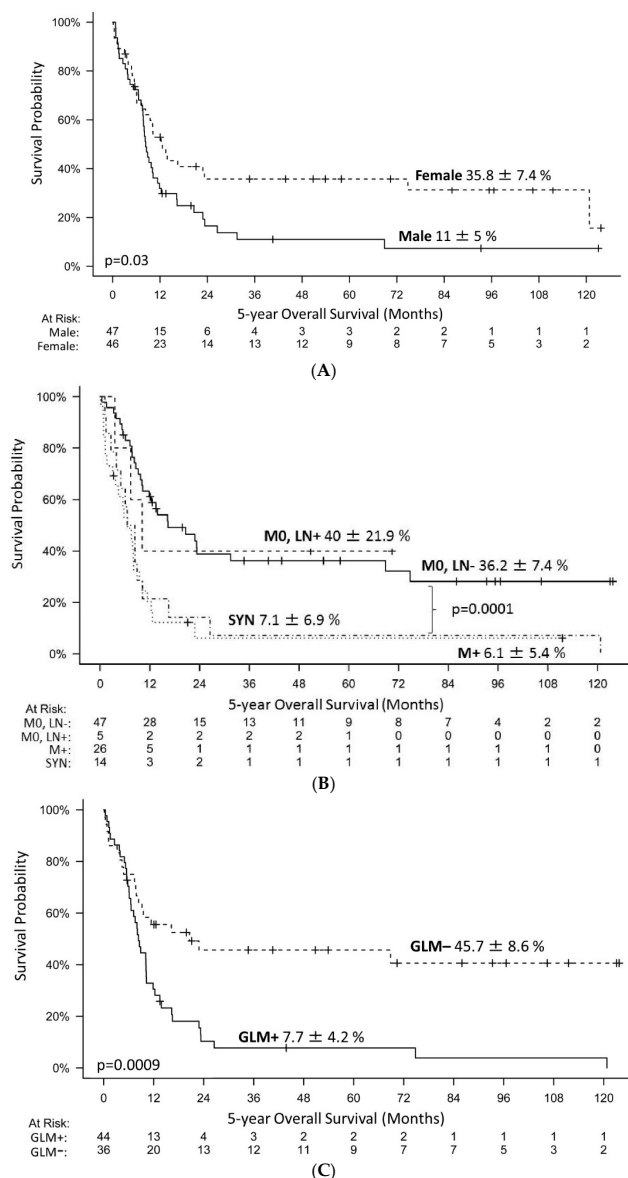 100%
80%
60%
40%
20%
0%
Survival Probability
Female 35.8 ± 7.4 %
Male 11 ± 5 %
p=0.03
0 12 24 36 48 60 72 84 96 108 120
5-year Overall Survival (Months)
At Risk:
Male: 47 15 6 4 3 3 2 2 1 1 1
Female: 46 23 14 13 12 9 8 7 5 3 2
(A)
100%
80%
60%
40%
20%
0%
Survival Probability
M0, LN+ 40 ± 21.9 %
M0, LN- 36.2 ± 7.4 %
p=0.0001
SYN 7.1 ± 6.9 %
M+ 6.1 ± 5.4 %
0 12 24 36 48 60 72 84 96 108 120
5-year Overall Survival (Months)
At Risk:
M0, LN-: 47 28 15 13 11 9 8 7 4 2 2
M0, LN+: 5 2 2 2 2 1 0 0 0 0 0
M+: 26 5 1 1 1 1 1 1 1 1 0
SYN: 14 3 2 1 1 1 1 1 1 1 1
(B)
100%
80%
60%
40%
20%
0%
Survival Probability
GLM− 45.7 ± 8.6 %
GLM+ 7.7 ± 4.2 %
p=0.0009
0 12 24 36 48 60 72 84 96 108 120
5-year Overall Survival (Months)
At Risk:
GLM+: 44 13 4 3 2 2 2 1 1 1 1
GLM−: 36 20 13 12 11 9 7 7 5 3 2
(C)